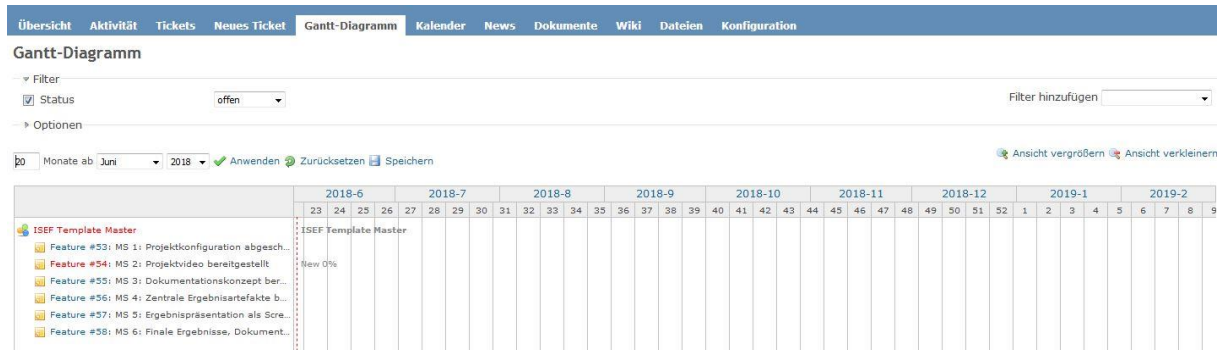 Übersicht Aktivität Tickets Neues Ticket Gantt-Diagramm Kalender News Dokumente Wiki Dateien Konfiguration
Gantt-Diagramm
Filter
Status offen Filter hinzufügen
Optionen
20 Monate ab Juni 2018 Anwenden Zurücksetzen Speichern Ansicht vergrößern Ansicht verkleinern
2018-6 2018-7 2018-8 2018-9 2018-10 2018-11 2018-12 2019-1 2019-2
23 24 25 26 27 28 29 30 31 32 33 34 35 36 37 38 39 40 41 42 43 44 45 46 47 48 49 50 51 52 1 2 3 4 5 6 7 8 9
ISEF Template Master ISEF Template Master
Feature #53: MS 1: Projektkonfiguration abgesch...
Feature #54: MS 2: Projektvideo bereitgestellt New 0%
Feature #55: MS 3: Dokumentationskonzept ber...
Feature #56: MS 4: Zentrale Ergebnisartefakte b...
Feature #57: MS 5: Ergebnispräsentation als Scre...
Feature #58: MS 6: Finale Ergebnisse, Dokument...